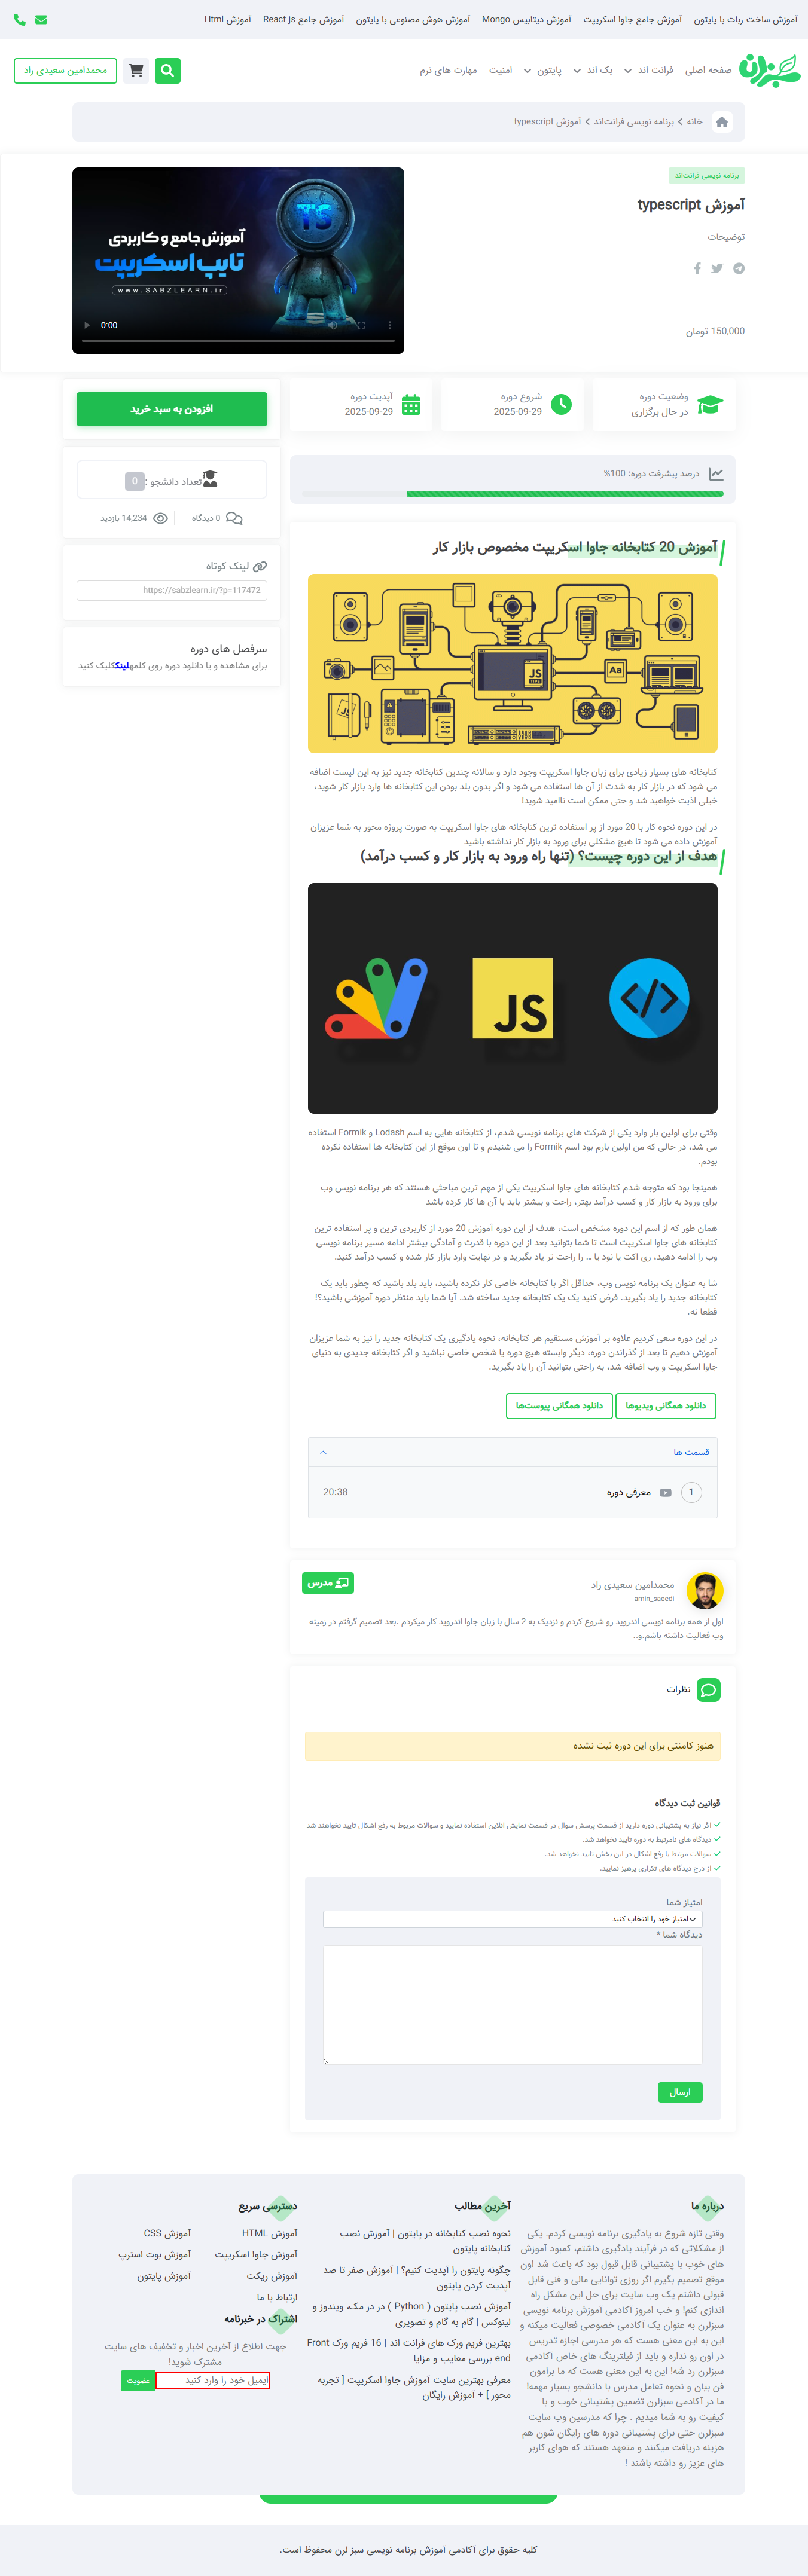 آموزش ساخت ربات با پایتون
آموزش جامع جاوا اسکریپت
آموزش دیتابیس Mongo
آموزش هوش مصنوعی با پایتون
آموزش جامع React js
آموزش Html
سبزلرن
صفحه اصلی
فرانت اند
بک اند
پایتون
امنیت
مهارت های نرم
محمدامین سعیدی راد
خانه
برنامه نویسی فرانت‌اند
آموزش typescript
برنامه نویسی فرانت‌اند
آموزش typescript
توضیحات
150,000 تومان
TS
آموزش جامع و کاربردی
تایپ اسکریپت
www.SABZLEARN.ir
0:00
وضعیت دوره
در حال برگزاری
شروع دوره
2025-09-29
آپدیت دوره
2025-09-29
افزودن به سبد خرید
درصد پیشرفت دوره: 100%
تعداد دانشجو :
0
0 دیدگاه
14,234 بازدید
لینک کوتاه
https://sabzlearn.ir/?p=117472
سرفصل های دوره
برای مشاهده و یا دانلود دوره روی کلمه لینک کلیک کنید
آموزش 20 کتابخانه جاوا اسکریپت مخصوص بازار کار
JS
Aa
کتابخانه های بسیار زیادی برای زبان جاوا اسکریپت وجود دارد و سالانه چندین کتابخانه جدید نیز به این لیست اضافه
می شود که در بازار کار به شدت از آن ها استفاده می شود و اگر بدون بلد بودن این کتابخانه ها وارد بازار کار شوید،
خیلی اذیت خواهید شد و حتی ممکن است ناامید شوید!
در این دوره نحوه کار با 20 مورد از پر استفاده ترین کتابخانه های جاوا اسکریپت به صورت پروژه محور به شما عزیزان
آموزش داده می شود تا هیچ مشکلی برای ورود به بازار کار نداشته باشید
هدف از این دوره چیست؟ (تنها راه ورود به بازار کار و کسب درآمد)
JS
وقتی برای اولین بار وارد یکی از شرکت های برنامه نویسی شدم، از کتابخانه هایی به اسم Lodash و Formik استفاده
می شد، در حالی که من اولین بارم بود اسم Formik را می شنیدم و تا اون موقع از این کتابخانه ها استفاده نکرده
بودم.
همینجا بود که متوجه شدم کتابخانه های جاوا اسکریپت یکی از مهم ترین مباحثی هستند که هر برنامه نویس وب
برای ورود به بازار کار و کسب درآمد بهتر، راحت و بیشتر باید با آن ها کار کرده باشد
همان طور که از اسم این دوره مشخص است، هدف از این دوره آموزش 20 مورد از کاربردی ترین و پر استفاده ترین
کتابخانه های جاوا اسکریپت است تا شما بتوانید بعد از این دوره با قدرت و آمادگی بیشتر ادامه مسیر برنامه نویسی
وب را ادامه دهید، ری اکت یا نود یا … را راحت تر یاد بگیرید و در نهایت وارد بازار کار شده و کسب درآمد کنید.
شا به عنوان یک برنامه نویس وب، حداقل اگر با کتابخانه خاصی کار نکرده باشید، باید بلد باشید که چطور باید یک
کتابخانه جدید را یاد بگیرید. فرض کنید یک یک کتابخانه جدید ساخته شد. آیا شما باید منتظر دوره آموزشی باشید؟!
قطعا نه.
در این دوره سعی کردیم علاوه بر آموزش مستقیم هر کتابخانه، نحوه یادگیری یک کتابخانه جدید را نیز به شما عزیزان
آموزش دهیم تا بعد از گذراندن دوره، دیگر وابسته هیچ دوره یا شخص خاصی نباشید و اگر کتابخانه جدیدی به دنیای
جاوا اسکریپت و وب اضافه شد، به راحتی بتوانید آن را یاد بگیرید.
دانلود همگانی ویدیوها
دانلود همگانی پیوست‌ها
قسمت ها
1
معرفی دوره
20:38
محمدامین سعیدی راد
amin_saeedi
مدرس
اول از همه برنامه نویسی اندروید رو شروع کردم و نزدیک به 2 سال با زبان جاوا اندروید کار میکردم .بعد تصمیم گرفتم در زمینه
وب فعالیت داشته باشم.و..
نظرات
هنوز کامنتی برای این دوره ثبت نشده
قوانین ثبت دیدگاه
اگر نیاز به پشتیبانی دوره دارید از قسمت پرسش سوال در قسمت نمایش انلاین استفاده نمایید و سوالات مربوط به رفع اشکال تایید نخواهند شد
دیدگاه های نامرتبط به دوره تایید نخواهد شد.
سوالات مرتبط با رفع اشکال در این بخش تایید نخواهد شد.
از درج دیدگاه های تکراری پرهیز نمایید.
امتیاز شما
امتیاز خود را انتخاب کنید
دیدگاه شما *
ارسال
درباره ما
وقتی تازه شروع به یادگیری برنامه نویسی کردم. یکی
از مشکلاتی که در فرآیند یادگیری داشتم، کمبود آموزش
های خوب با پشتیبانی قابل قبول بود که باعث شد اون
موقع تصمیم بگیرم اگر روزی توانایی مالی و فنی قابل
قبولی داشتم یک وب سایت برای حل این مشکل راه
اندازی کنم! و خب امروز آکادمی آموزش برنامه نویسی
سبزلرن به عنوان یک آکادمی خصوصی فعالیت میکنه و
این به این معنی هست که هر مدرسی اجازه تدریس
در اون رو نداره و باید از فیلترینگ های خاص آکادمی
سبزلرن رد شه! این به این معنی هست که ما برامون
فن بیان و نحوه تعامل مدرس با دانشجو بسیار مهمه!
ما در آکادمی سبزلرن تضمین پشتیبانی خوب و با
کیفیت رو به شما میدیم . چرا که مدرسین وب سایت
سبزلرن حتی برای پشتیبانی دوره های رایگان شون هم
هزینه دریافت میکنند و متعهد هستند که هوای کاربر
های عزیز رو داشته باشند !
آخرین مطالب
نحوه نصب کتابخانه در پایتون | آموزش نصب
کتابخانه پایتون
چگونه پایتون را آپدیت کنیم؟ | آموزش صفر تا صد
آپدیت کردن پایتون
آموزش نصب پایتون ( Python ) در در مک، ویندوز و
لینوکس | گام به گام و تصویری
بهترین فریم ورک های فرانت اند | 16 فریم ورک Front
end بررسی معایب و مزایا
معرفی بهترین سایت آموزش جاوا اسکریپت [ تجربه
محور ] + آموزش رایگان
دسترسی سریع
آموزش HTML
آموزش CSS
آموزش جاوا اسکریپت
آموزش بوت استرپ
آموزش ریکت
آموزش پایتون
ارتباط با ما
اشتراک در خبرنامه
جهت اطلاع از آخرین اخبار و تخفیف های سایت
مشترک شوید!
ایمیل خود را وارد کنید
عضویت
کلیه حقوق برای آکادمی آموزش برنامه نویسی سبز لرن محفوظ است.